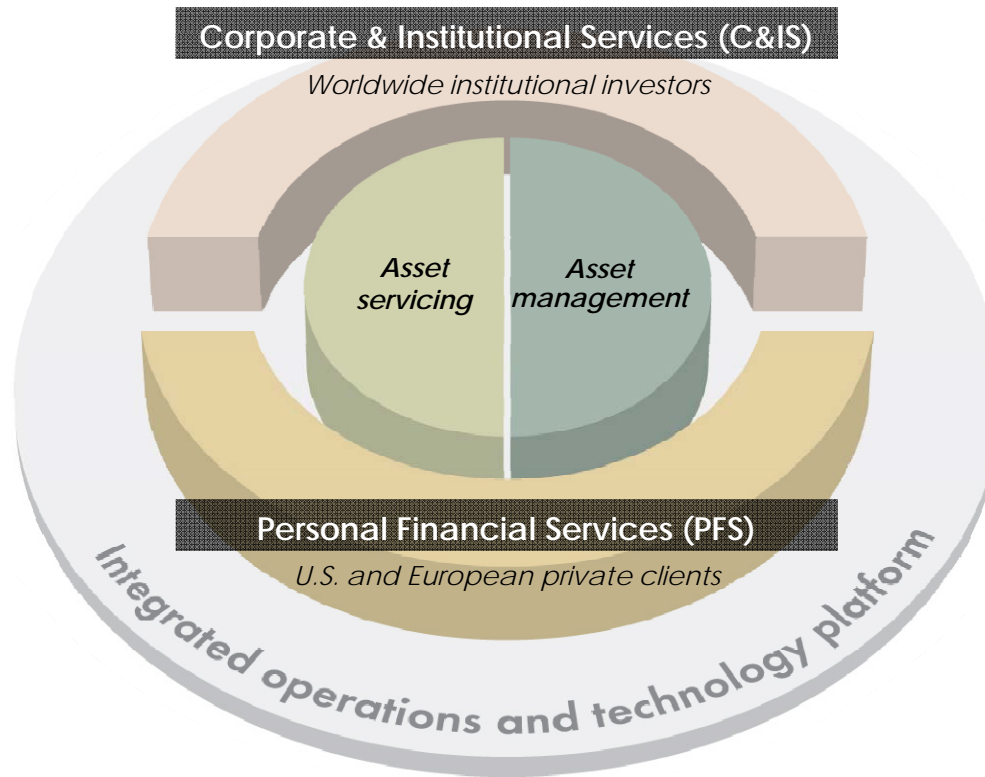 Corporate & Institutional Services (C&IS)
Worldwide institutional investors
Asset
servicing
Asset
management
Personal Financial Services (PFS)
U.S. and European private clients
Integrated operations and technology platform